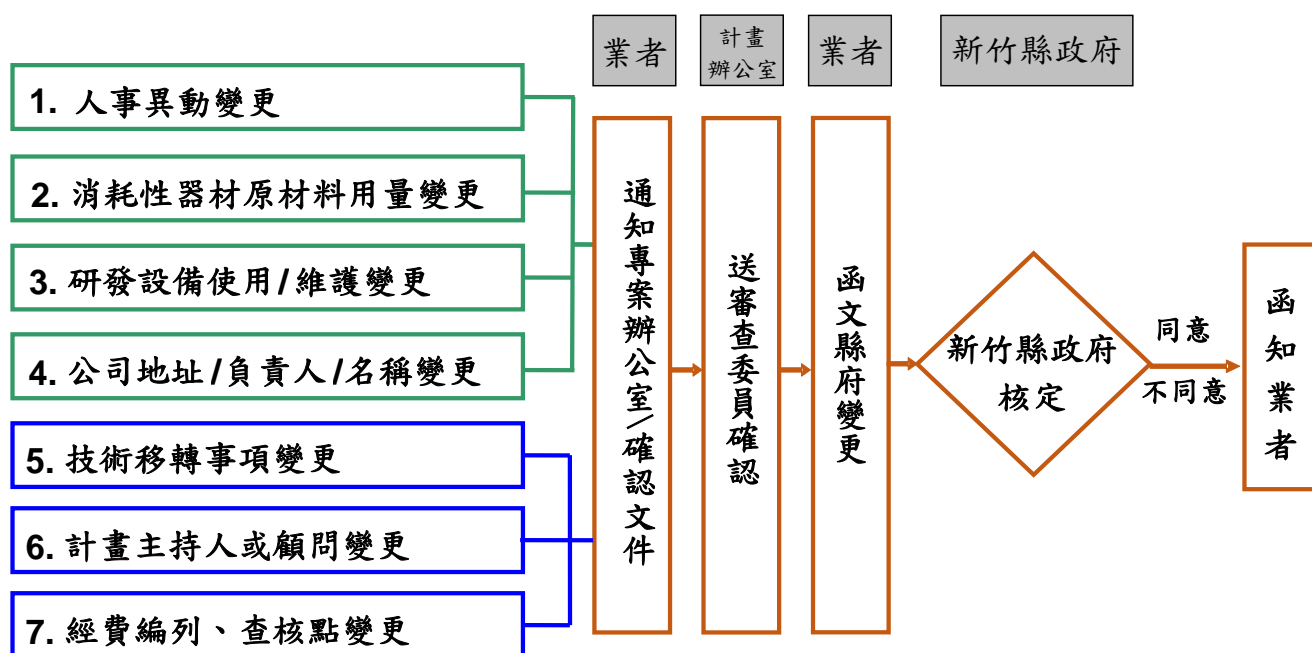 業者
計畫
辦公室
業者
新竹縣政府
1. 人事異動變更
2. 消耗性器材原材料用量變更
3. 研發設備使用/維護變更
4. 公司地址/負責人/名稱變更
5. 技術移轉事項變更
6. 計畫主持人或顧問變更
7. 經費編列、查核點變更
通知專案辦公室/確認文件
送審查委員確認
函文縣府變更
新竹縣政府
核定
同意
不同意
函知業者